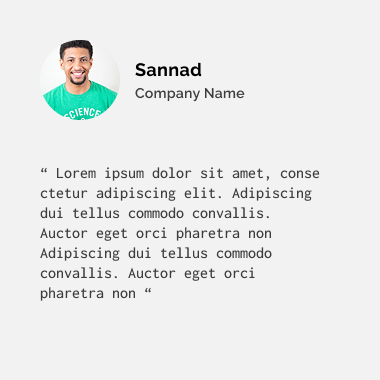 SCIENCE
Sannad
Company Name
“ Lorem ipsum dolor sit amet, conse
ctetur adipiscing elit. Adipiscing
dui tellus commodo convallis.
Auctor eget orci pharetra non
Adipiscing dui tellus commodo
convallis. Auctor eget orci
pharetra non “